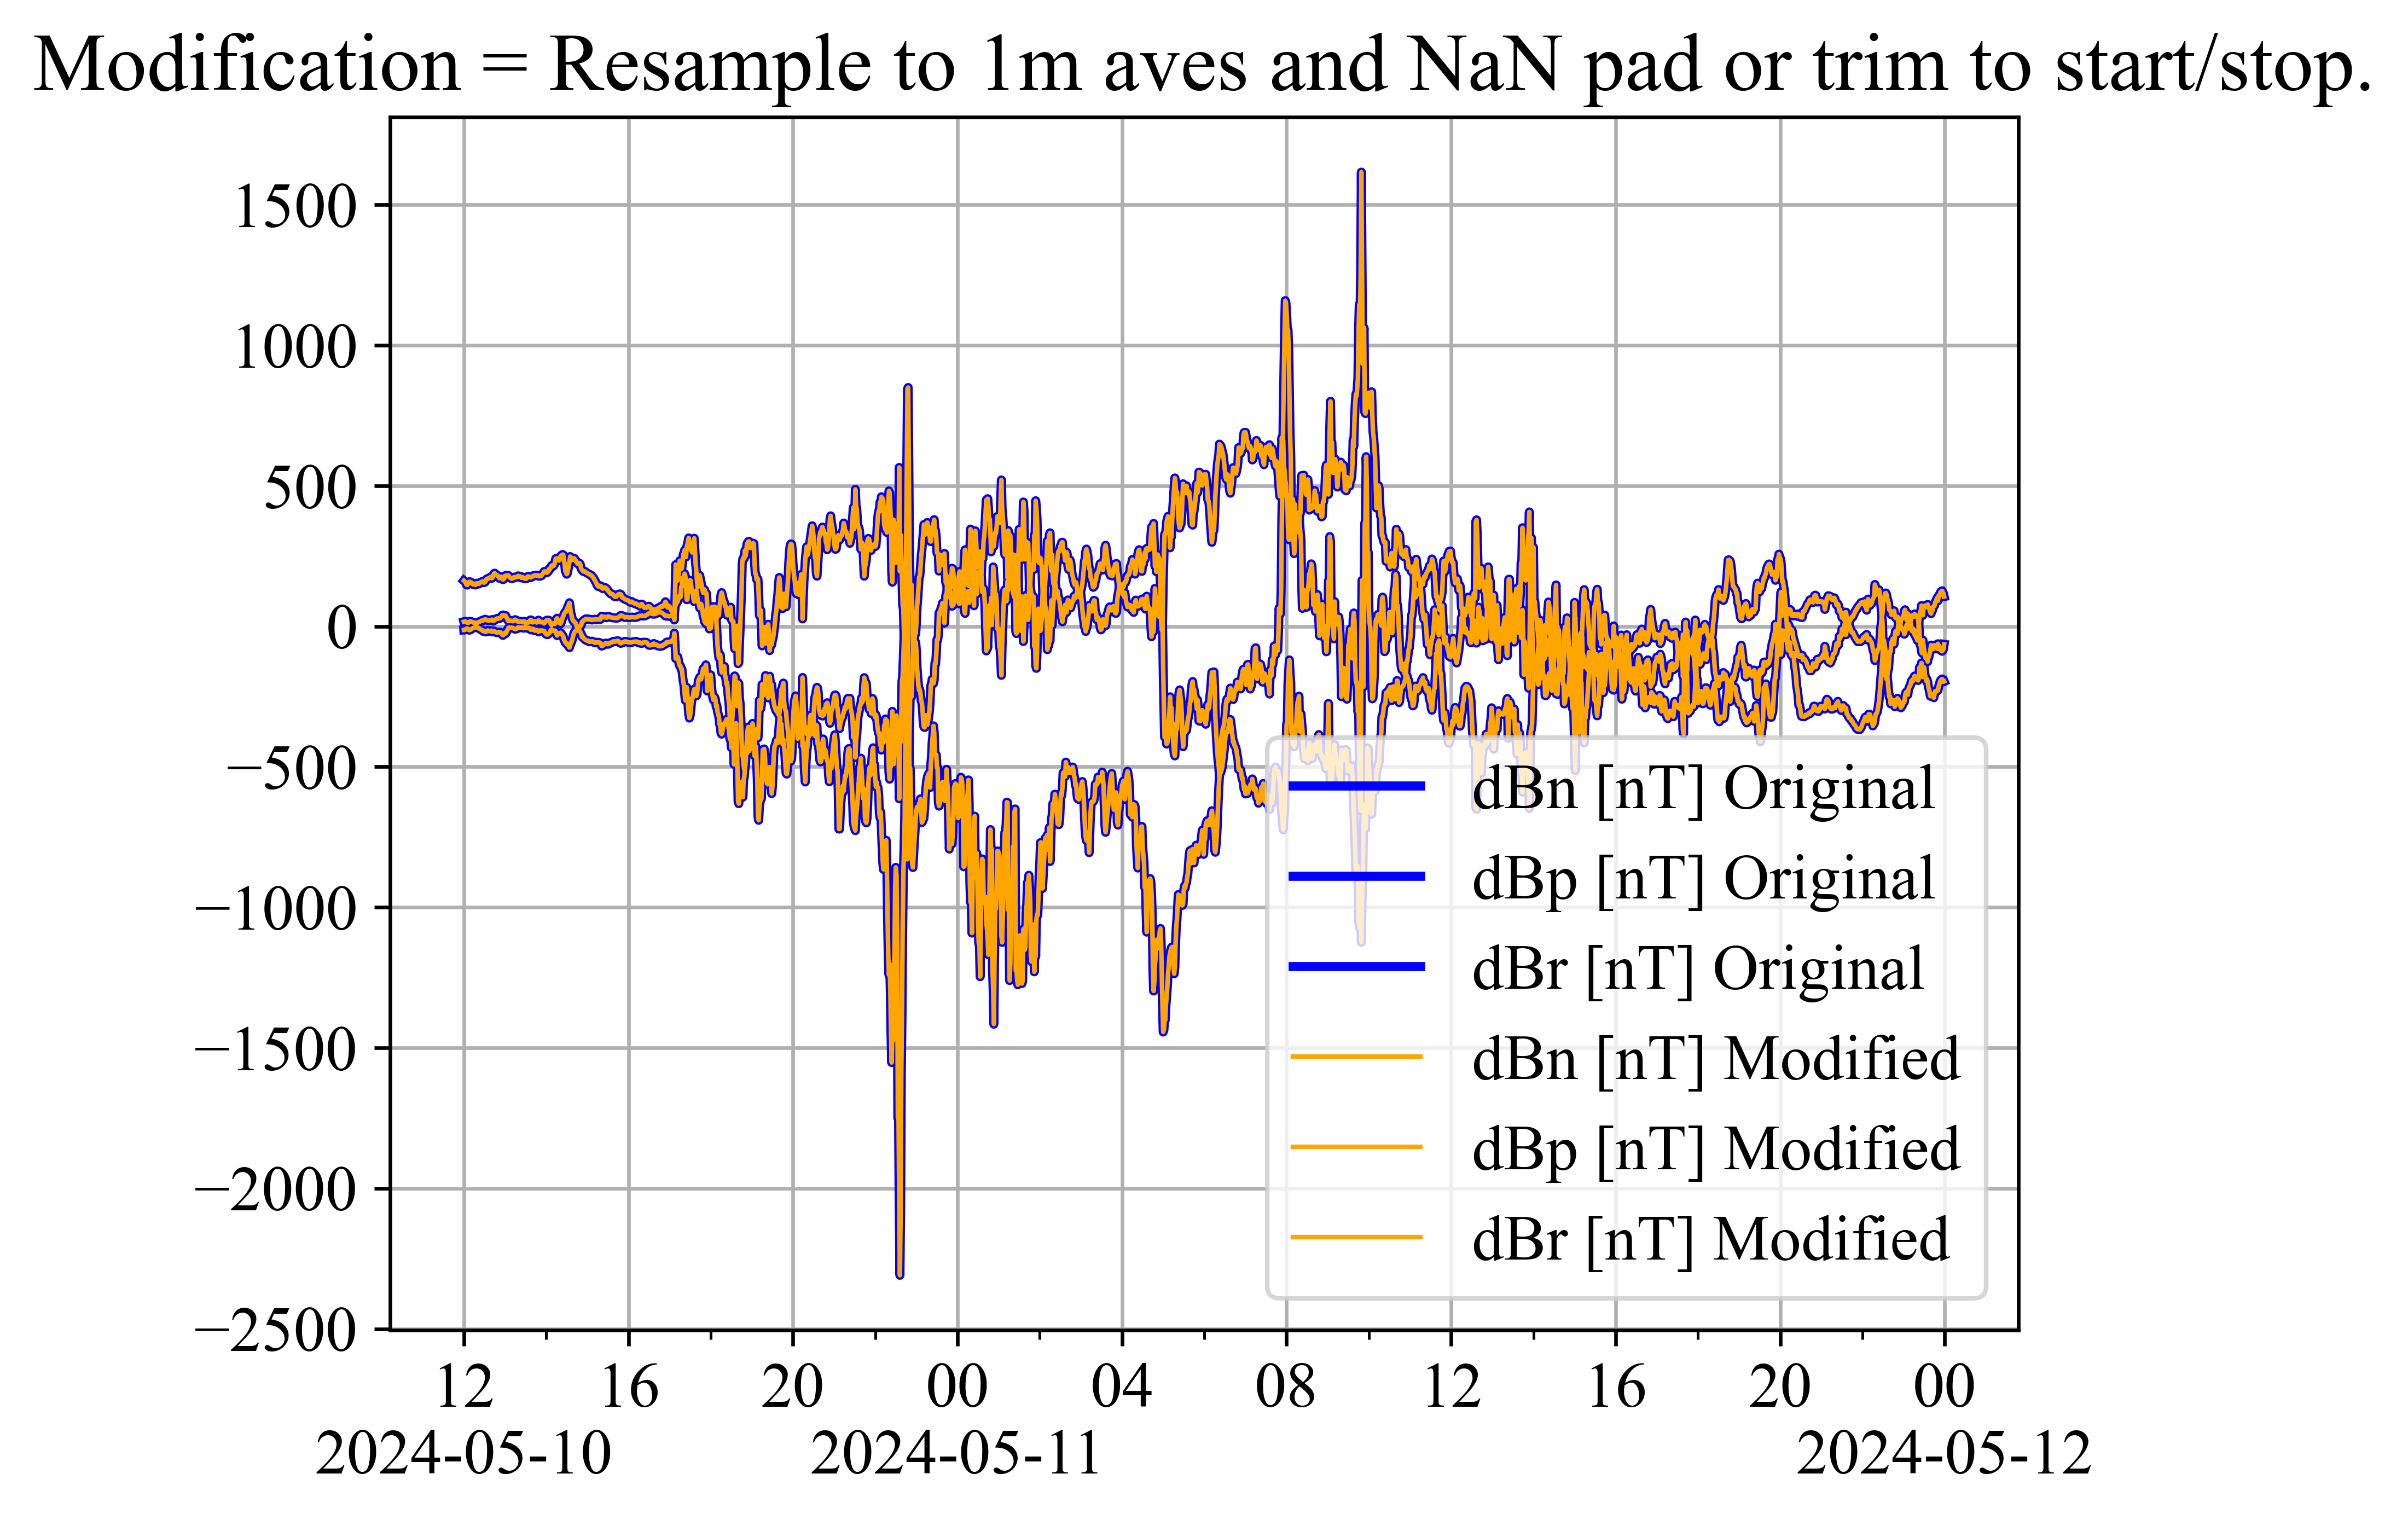 Modification = Resample to 1m aves and NaN pad or trim to start/stop.
1500
1000
500
0
−500
−1000
−1500
−2000
−2500
dBn [nT] Original
dBp [nT] Original
dBr [nT] Original
dBn [nT] Modified
dBp [nT] Modified
dBr [nT] Modified
12 16 20 00 04 08 12 16 20 00
2024-05-10 2024-05-11 2024-05-12